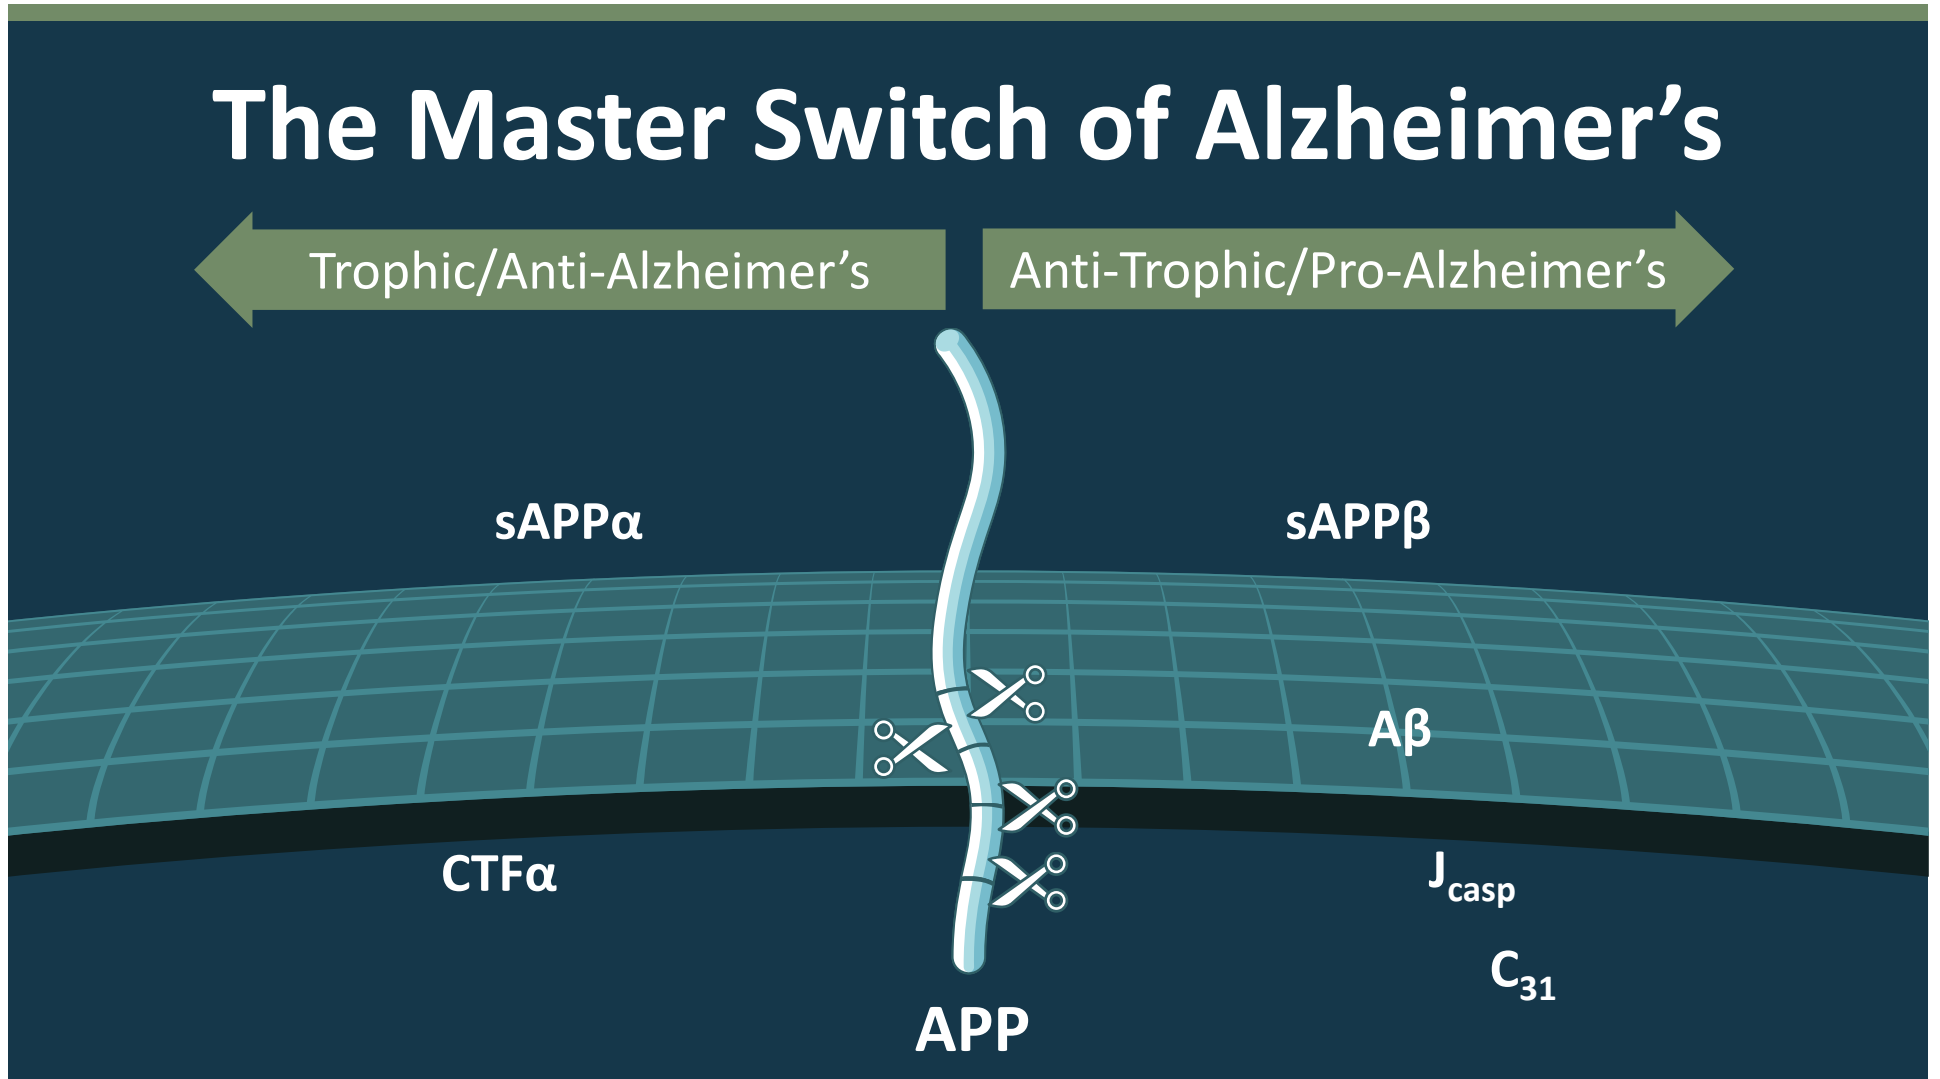 The Master Switch of Alzheimer’s
Trophic/Anti-Alzheimer’s
Anti-Trophic/Pro-Alzheimer’s
sAPPα
sAPPβ
Aβ
CTFα
Jcasp
C31
APP